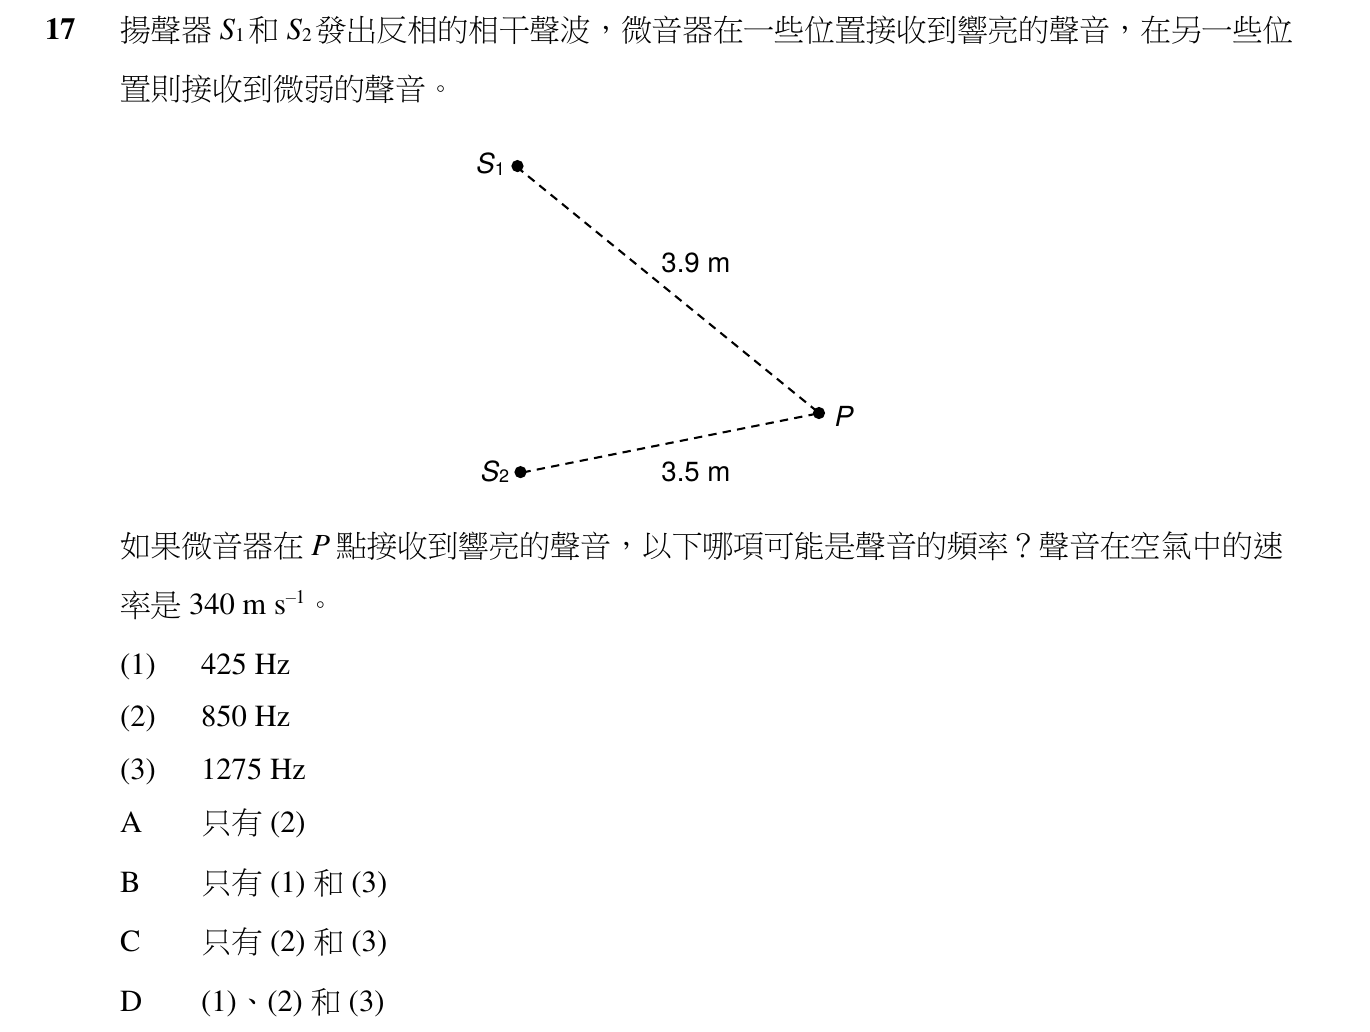 17 揚聲器 S1和 S2發出反相的相干聲波，微音器在一些位置接收到響亮的聲音，在另一些位
置則接收到微弱的聲音。
S1
3.9 m
P
S2
3.5 m
如果微音器在 P點接收到響亮的聲音，以下哪項可能是聲音的頻率？聲音在空氣中的速
率是 340 m s–1。
(1) 425 Hz
(2) 850 Hz
(3) 1275 Hz
A 只有 (2)
B 只有 (1) 和 (3)
C 只有 (2) 和 (3)
D (1)、(2) 和 (3)